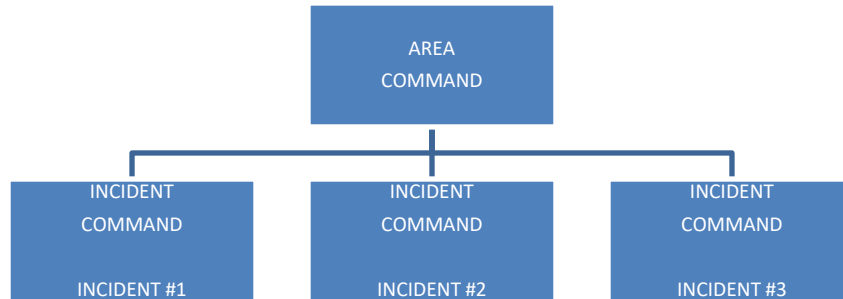 AREA
COMMAND
INCIDENT
COMMAND
INCIDENT #1
INCIDENT
COMMAND
INCIDENT #2
INCIDENT
COMMAND
INCIDENT #3